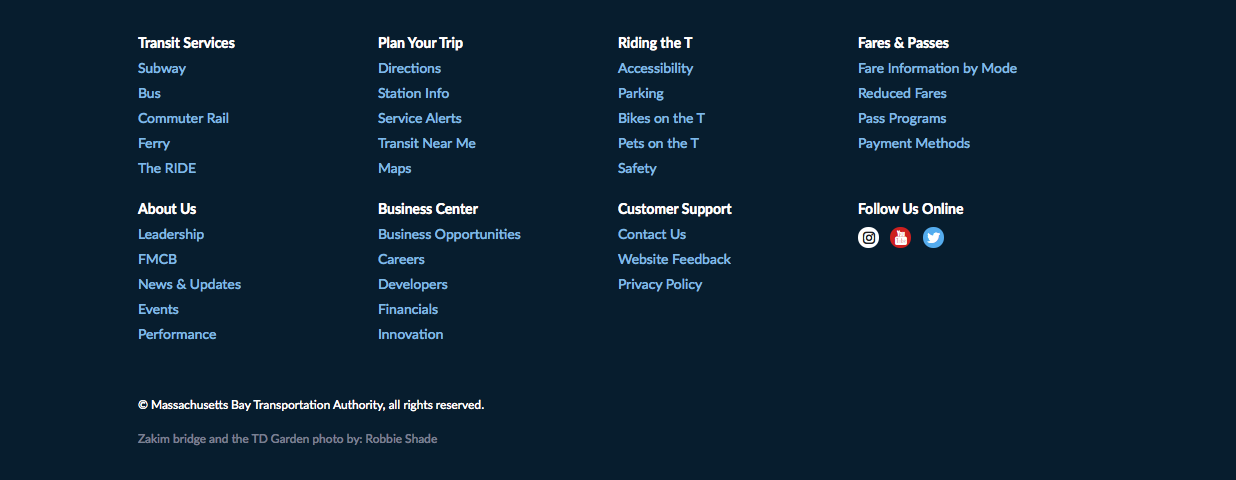 Transit Services
Subway
Bus
Commuter Rail
Ferry
The RIDE
Plan Your Trip
Directions
Station Info
Service Alerts
Transit Near Me
Maps
Riding the T
Accessibility
Parking
Bikes on the T
Pets on the T
Safety
Fares & Passes
Fare Information by Mode
Reduced Fares
Pass Programs
Payment Methods
About Us
Leadership
FMCB
News & Updates
Events
Performance
Business Center
Business Opportunities
Careers
Developers
Financials
Innovation
Customer Support
Contact Us
Website Feedback
Privacy Policy
Follow Us Online
© Massachusetts Bay Transportation Authority, all rights reserved.
Zakim bridge and the TD Garden photo by: Robbie Shade